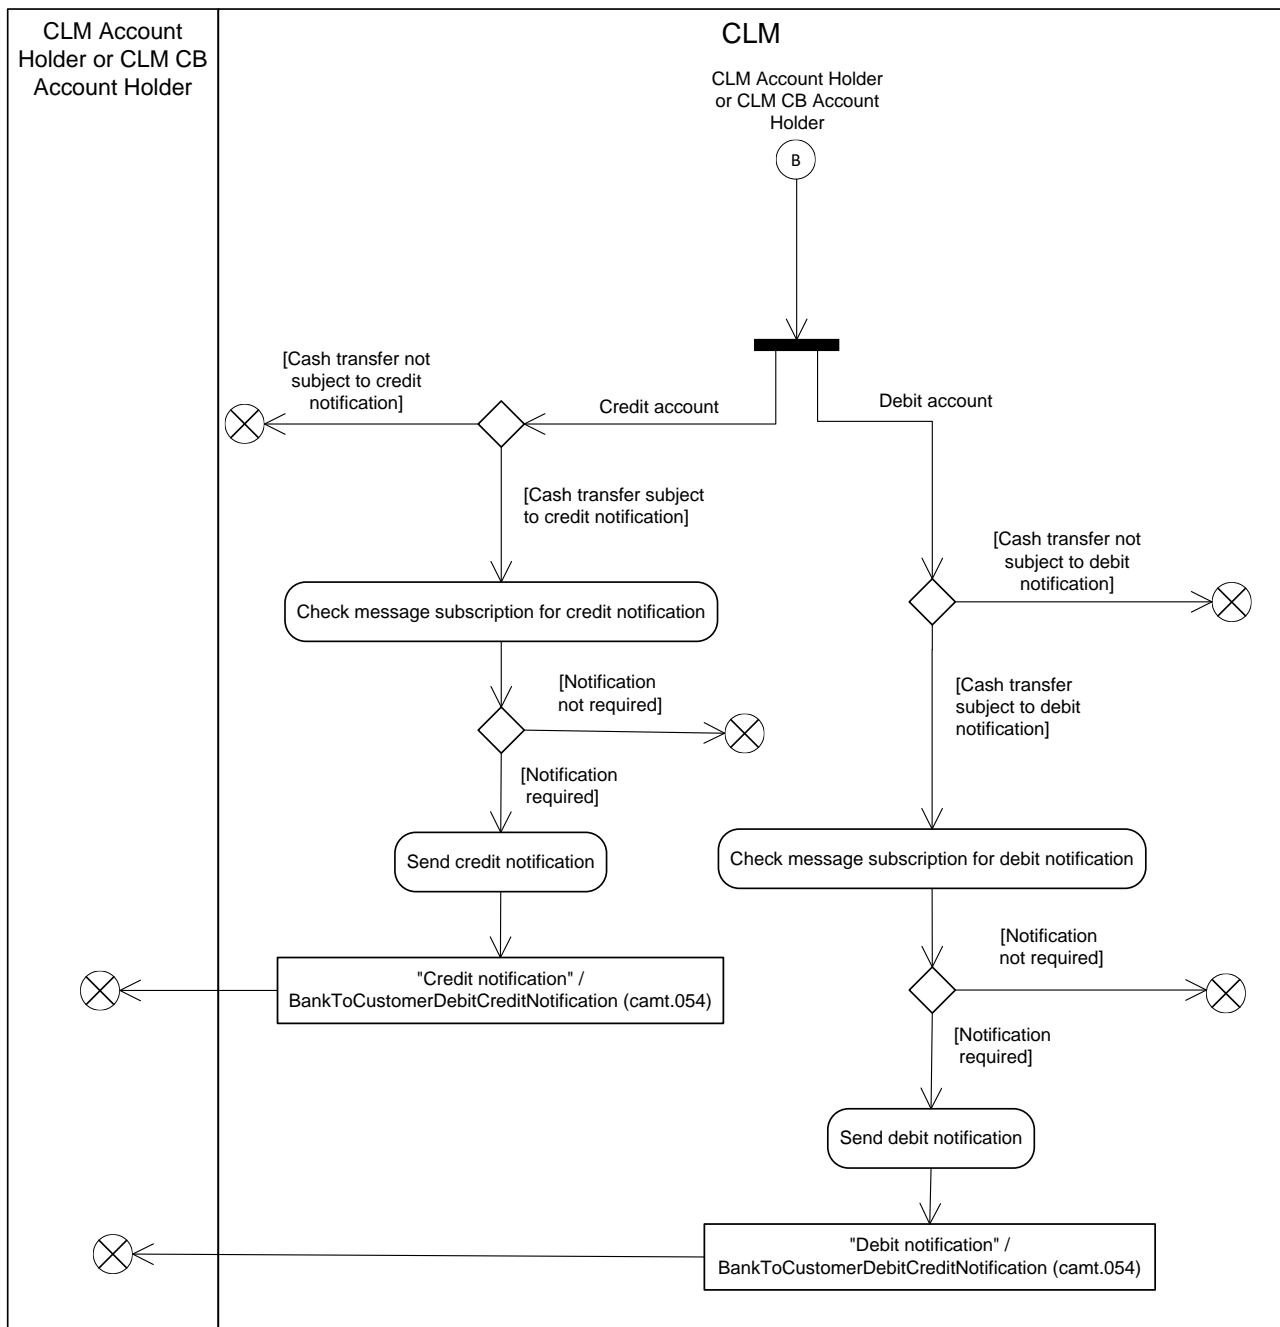 CLM Account
Holder or CLM CB
Account Holder
CLM
CLM Account Holder
or CLM CB Account
Holder
B
[Cash transfer not
subject to credit
notification]
Credit account
Debit account
[Cash transfer subject
to credit notification]
[Cash transfer not
subject to debit
notification]
Check message subscription for credit notification
[Notification
not required]
[Cash transfer
subject to debit
notification]
[Notification
required]
Send credit notification
Check message subscription for debit notification
[Notification
not required]
"Credit notification" /
BankToCustomerDebitCreditNotification (camt.054)
[Notification
required]
Send debit notification
"Debit notification" /
BankToCustomerDebitCreditNotification (camt.054)